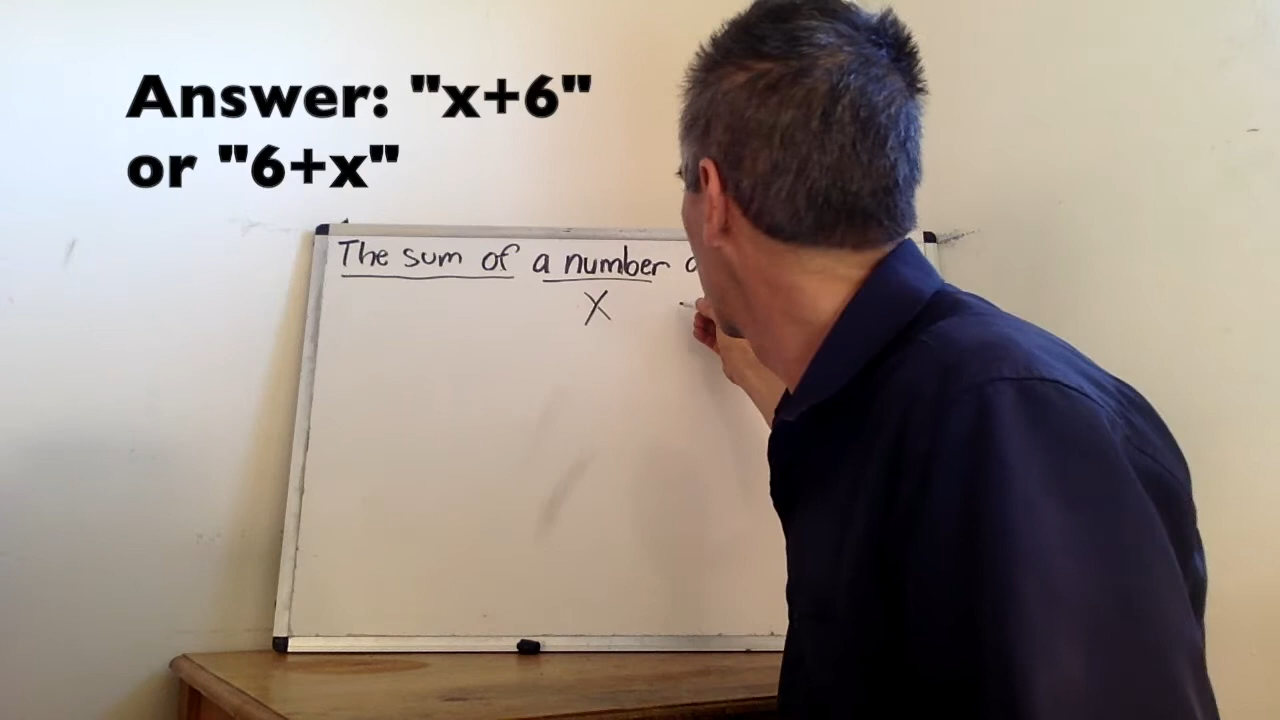 Answer: "x+6"
or "6+x"
The sum of a number
X